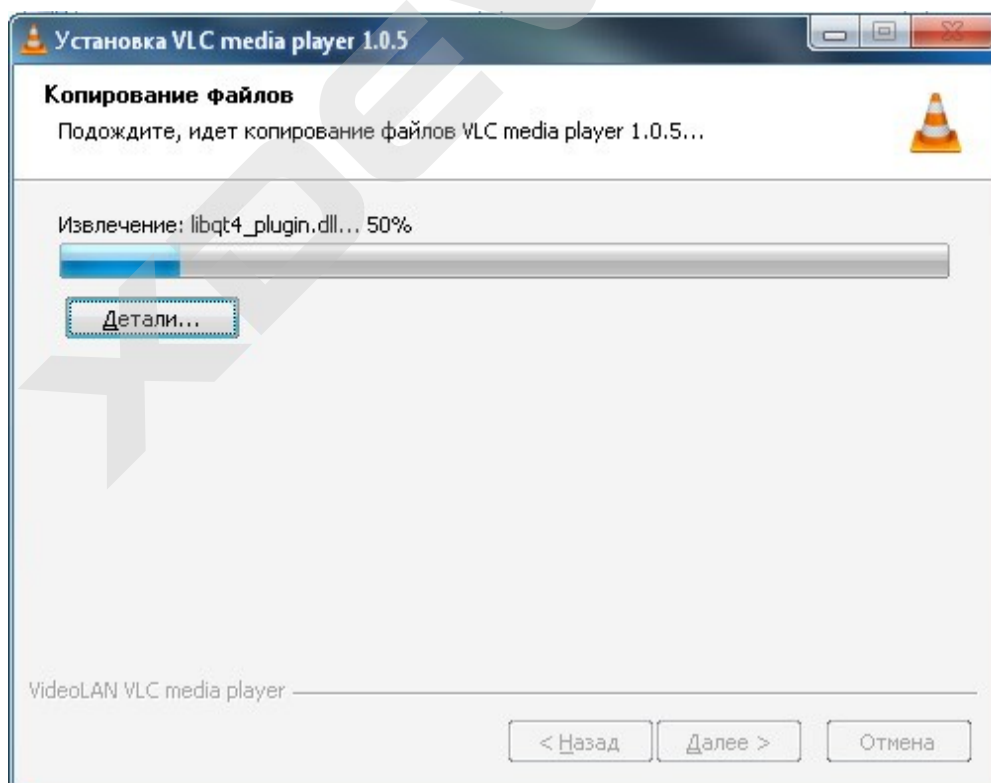 Установка VLC media player 1.0.5
Копирование файлов
Подождите, идет копирование файлов VLC media player 1.0.5...
Извлечение: libqt4_plugin.dll... 50%
Детали...
VideoLAN VLC media player
< Назад
Далее >
Отмена